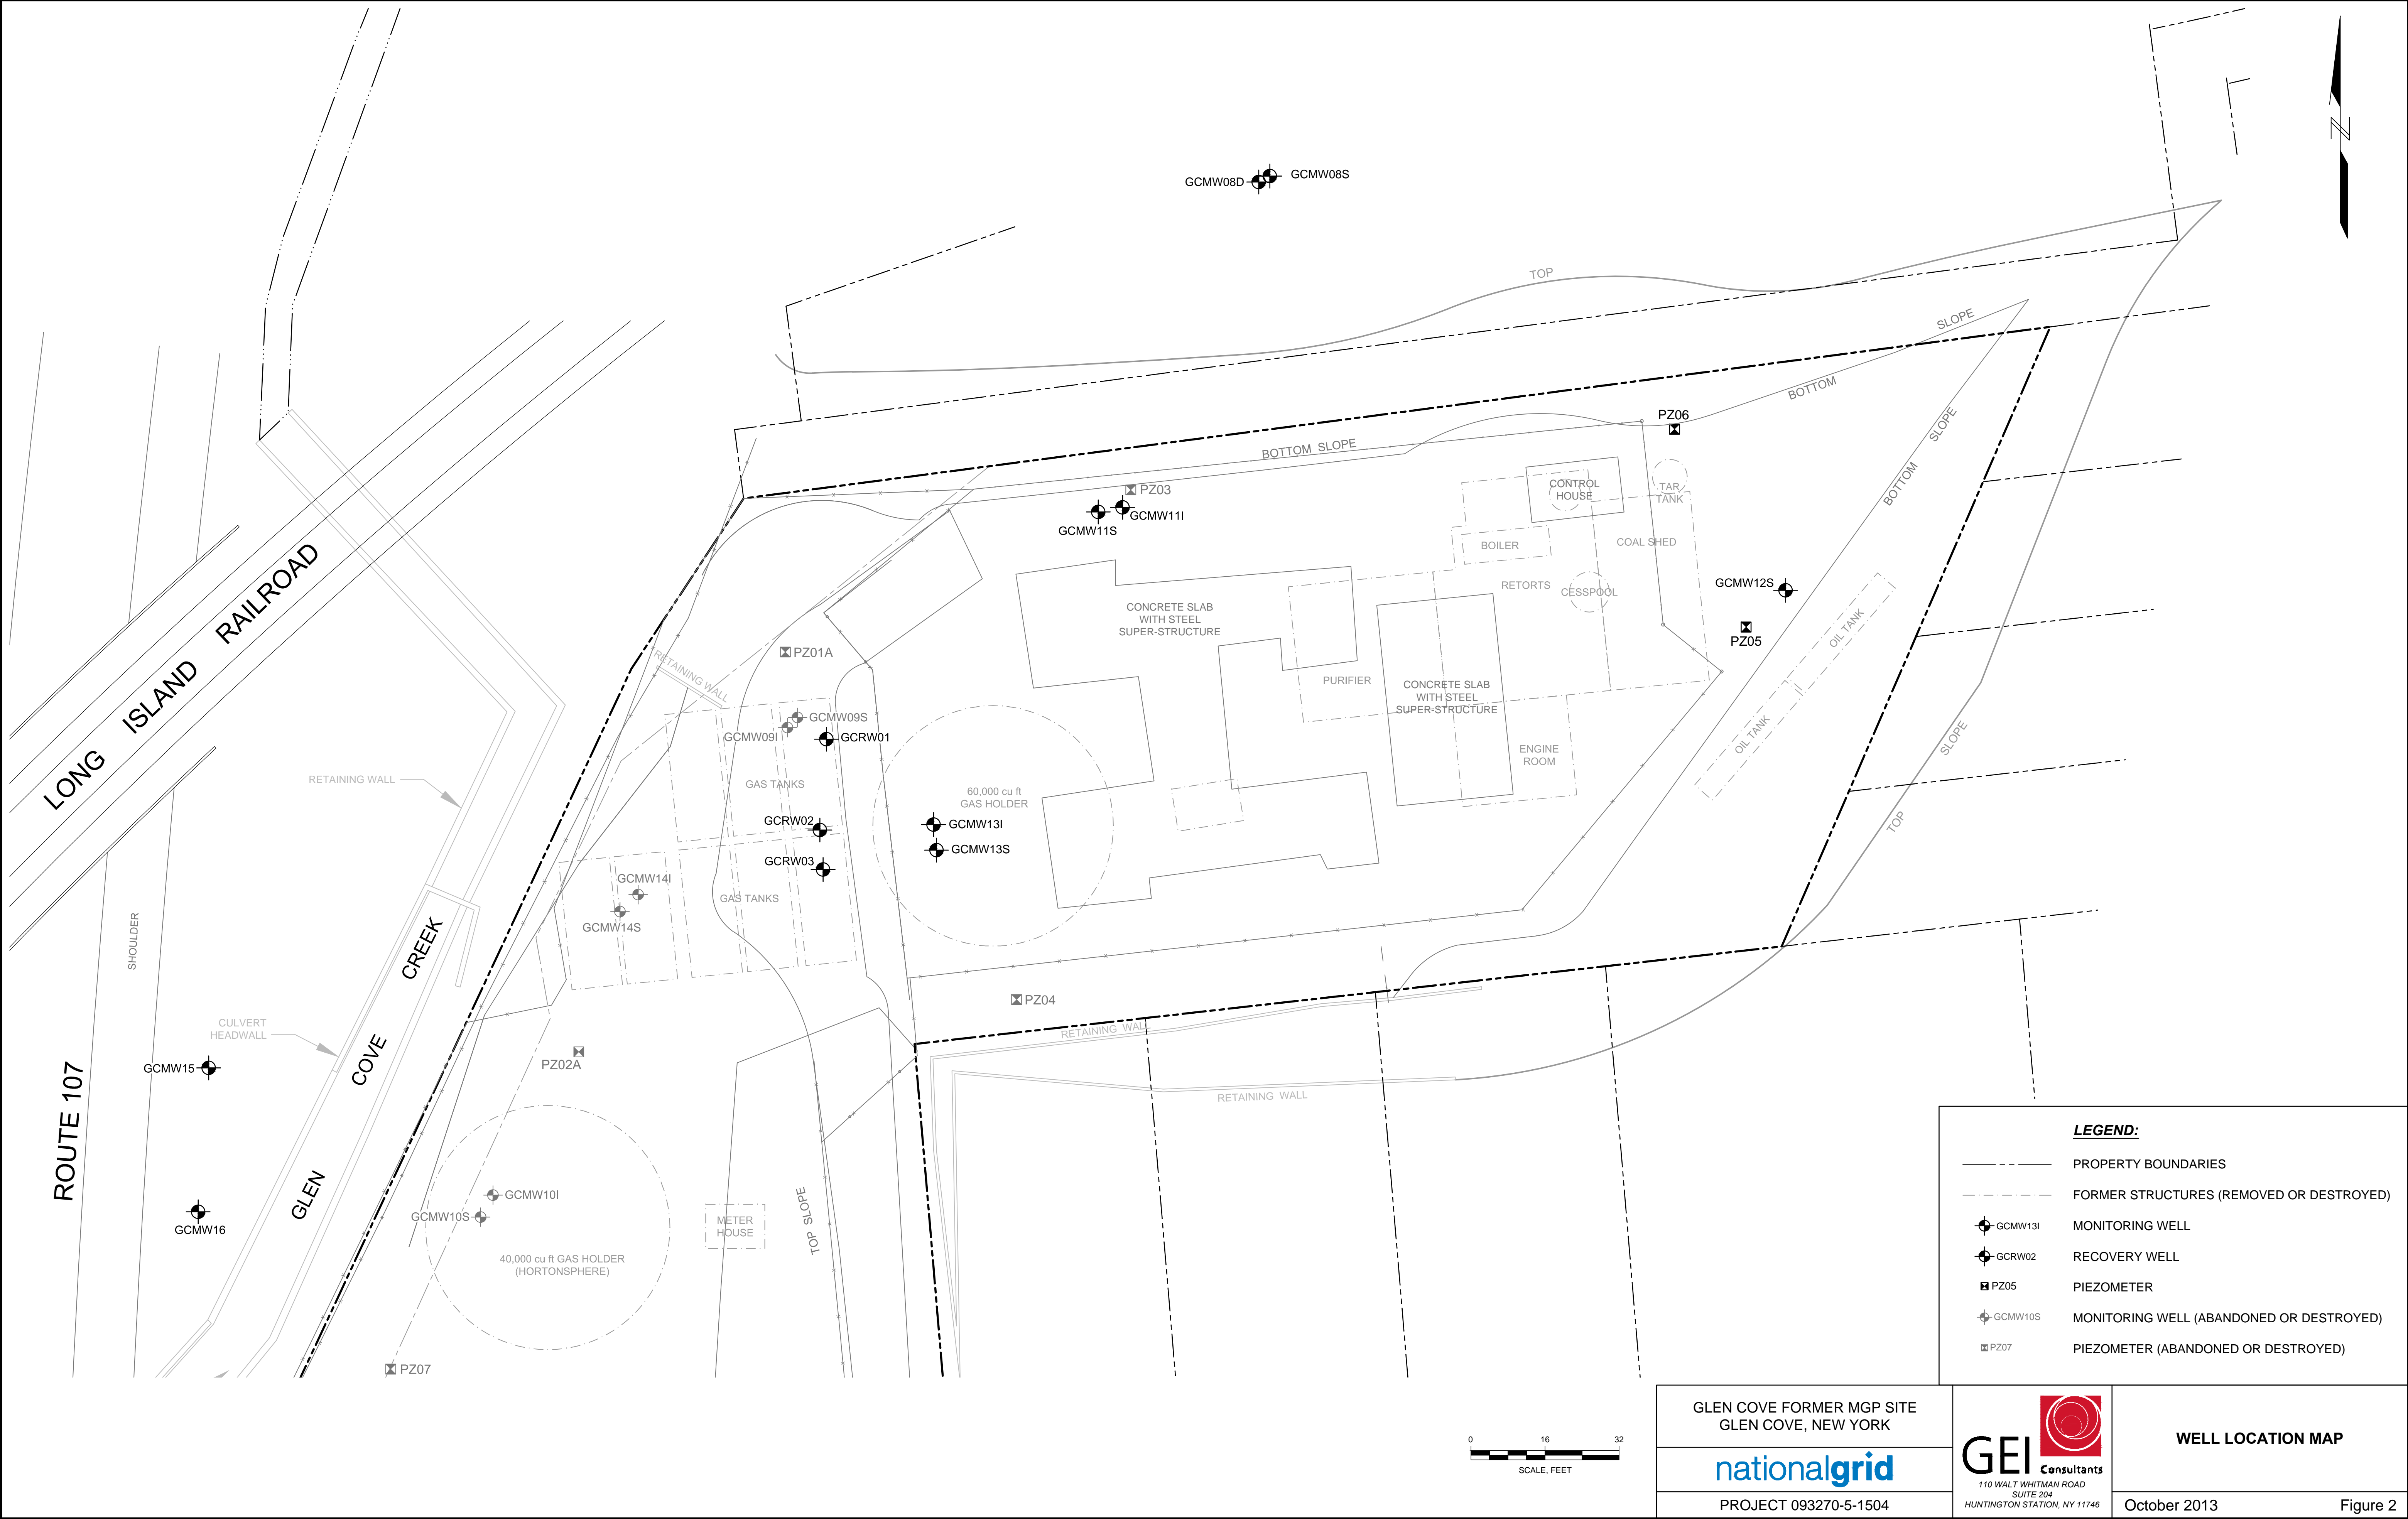 GCMW08D
GCMW08S
N
TOP
SLOPE
BOTTOM
PZ06
BOTTOM SLOPE
SLOPE
BOTTOM
PZ03
GCMW11I
GCMW11S
CONTROL
HOUSE
TAR
TANK
BOILER
COAL SHED
RETORTS
CESSPOOL
GCMW12S
PZ05
OIL TANK
OIL TANK
LONG ISLAND RAILROAD
CONCRETE SLAB
WITH STEEL
SUPER-STRUCTURE
PZ01A
RETAINING WALL
PURIFIER
CONCRETE SLAB
WITH STEEL
SUPER-STRUCTURE
GCMW09S
GCMW09I
GCRW01
ENGINE
ROOM
SLOPE
TOP
RETAINING WALL
GAS TANKS
60,000 cu ft
GAS HOLDER
GCRW02
GCMW13I
GCMW13S
GCRW03
GCMW14I
GAS TANKS
GCMW14S
SHOULDER
GLEN COVE CREEK
PZ04
CULVERT
HEADWALL
RETAINING WALL
PZ02A
GCMW15
ROUTE 107
RETAINING WALL
GCMW10I
GCMW10S
GCMW16
METER
HOUSE
TOP SLOPE
40,000 cu ft GAS HOLDER
(HORTONSPHERE)
PZ07
LEGEND:
PROPERTY BOUNDARIES
FORMER STRUCTURES (REMOVED OR DESTROYED)
GCMW13I MONITORING WELL
GCRW02 RECOVERY WELL
PZ05 PIEZOMETER
GCMW10S MONITORING WELL (ABANDONED OR DESTROYED)
PZ07 PIEZOMETER (ABANDONED OR DESTROYED)
0 16 32
SCALE, FEET
GLEN COVE FORMER MGP SITE
GLEN COVE, NEW YORK
nationalgrid
PROJECT 093270-5-1504
GEI Consultants
110 WALT WHITMAN ROAD
SUITE 204
HUNTINGTON STATION, NY 11746
WELL LOCATION MAP
October 2013 Figure 2